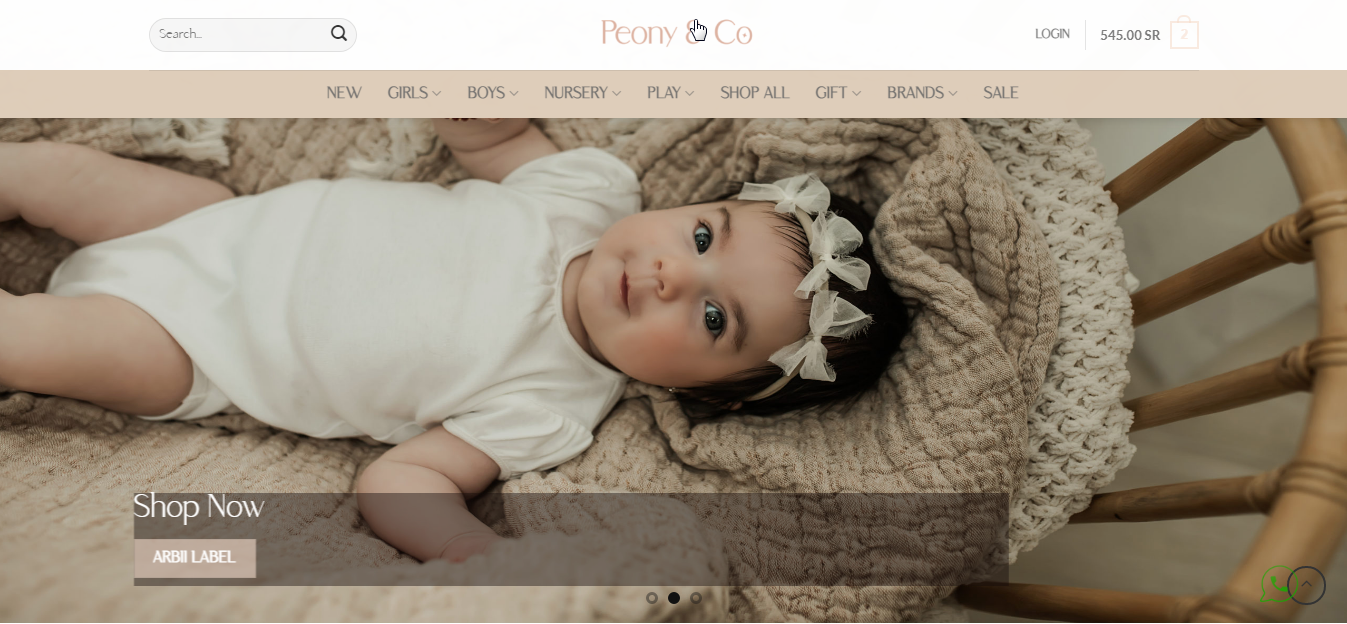 Search...
Peony & Co
LOGIN
545.00 SR
2
NEW GIRLS BOYS NURSERY PLAY SHOP ALL GIFT BRANDS SALE
Shop Now
ARBII LABEL